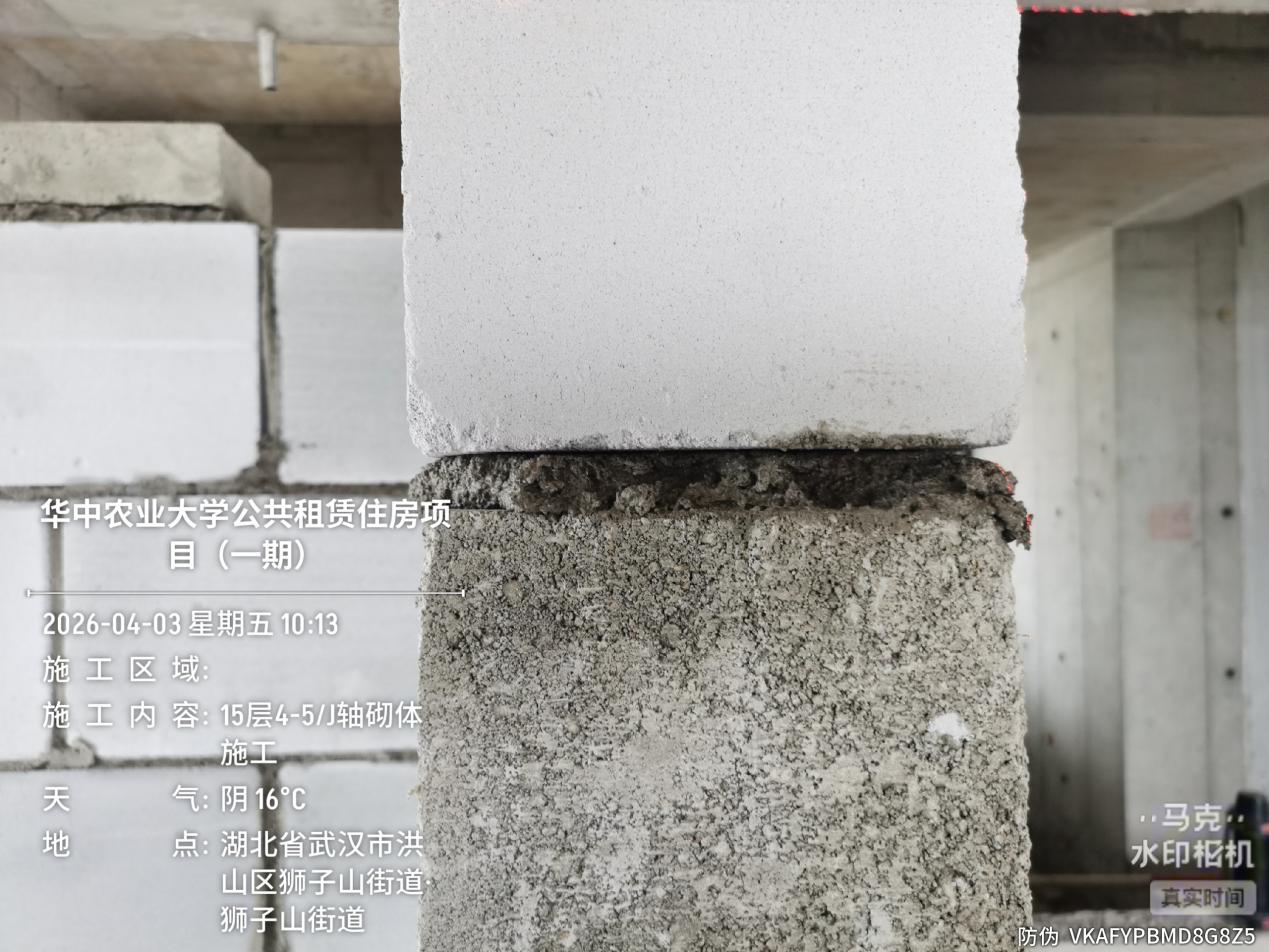 华中农业大学公共租赁住房项
目（一期）
2026-04-03 星期五 10:13
施工区域:
施工内容: 15层4-5/J轴砌体
施工
天气: 阴 16°C
地点: 湖北省武汉市洪
山区狮子山街道·
狮子山街道
马克
水印相机
真实时间
防伪 VKAFYPBMD8G8Z5